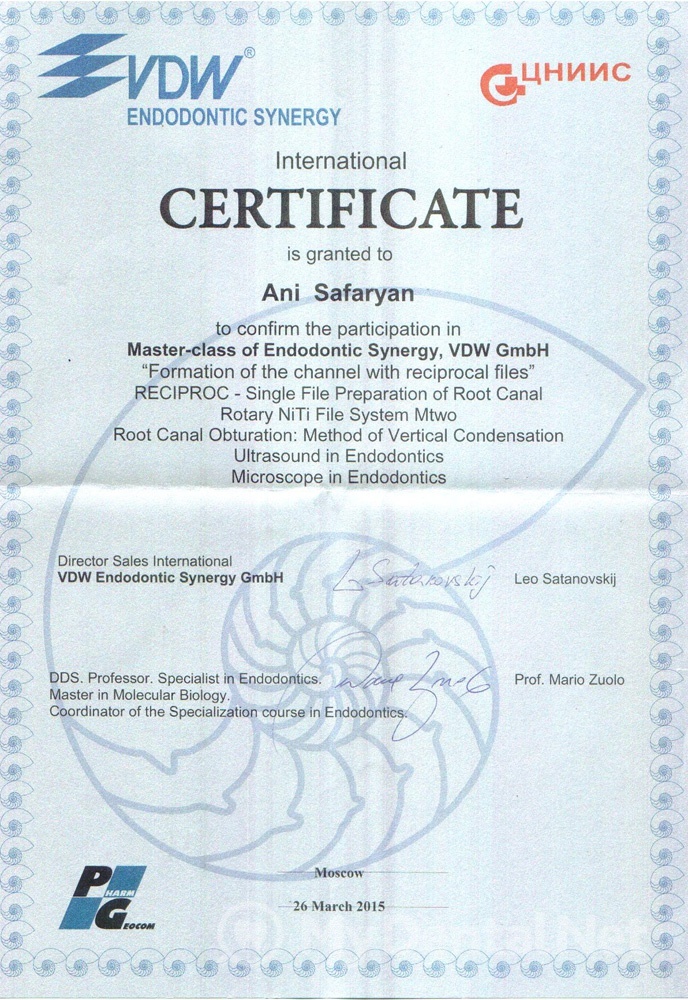 VDW®
ENDODONTIC SYNERGY
ЦНИИС
International
CERTIFICATE
is granted to
Ani Safaryan
to confirm the participation in
Master-class of Endodontic Synergy, VDW GmbH
“Formation of the channel with reciprocal files”
RECIPROC - Single File Preparation of Root Canal
Rotary NiTi File System Mtwo
Root Canal Obturation: Method of Vertical Condensation
Ultrasound in Endodontics
Microscope in Endodontics
Director Sales International
VDW Endodontic Synergy GmbH
L Satanovskij
Leo Satanovskij
DDS. Professor. Specialist in Endodontics.
Master in Molecular Biology.
Coordinator of the Specialization course in Endodontics.
Prof. Mario Zuolo
PHARM
GEOCOM
Moscow
26 March 2015